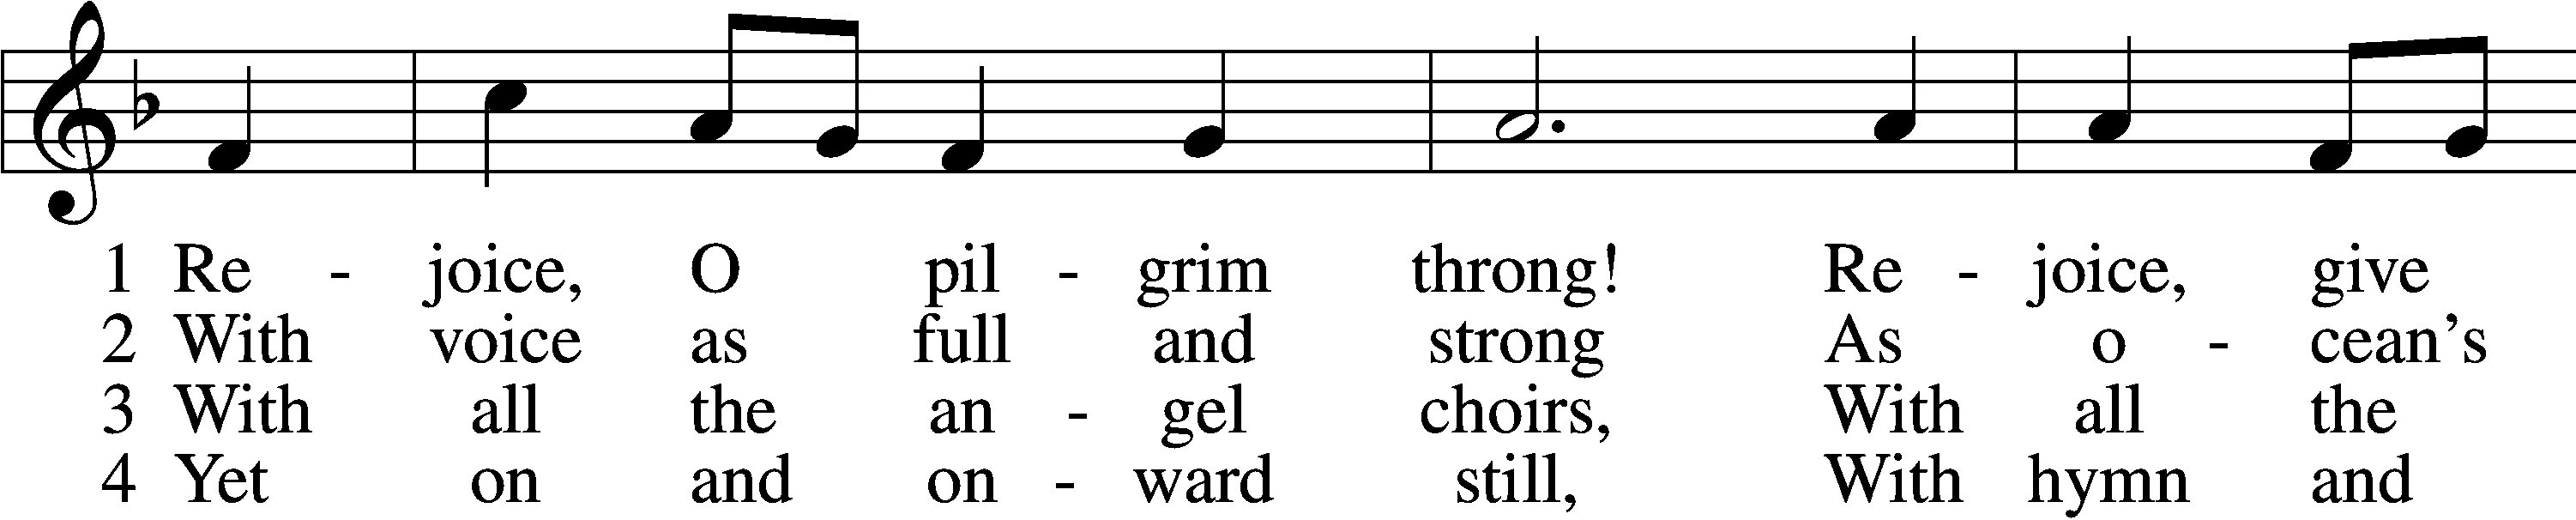 1 Re - joice, O pil - grim throng! Re - joice, give
2 With voice as full and strong As o - cean's
3 With all the an - gel choirs, With all the
4 Yet on and on - ward still, With hymn and